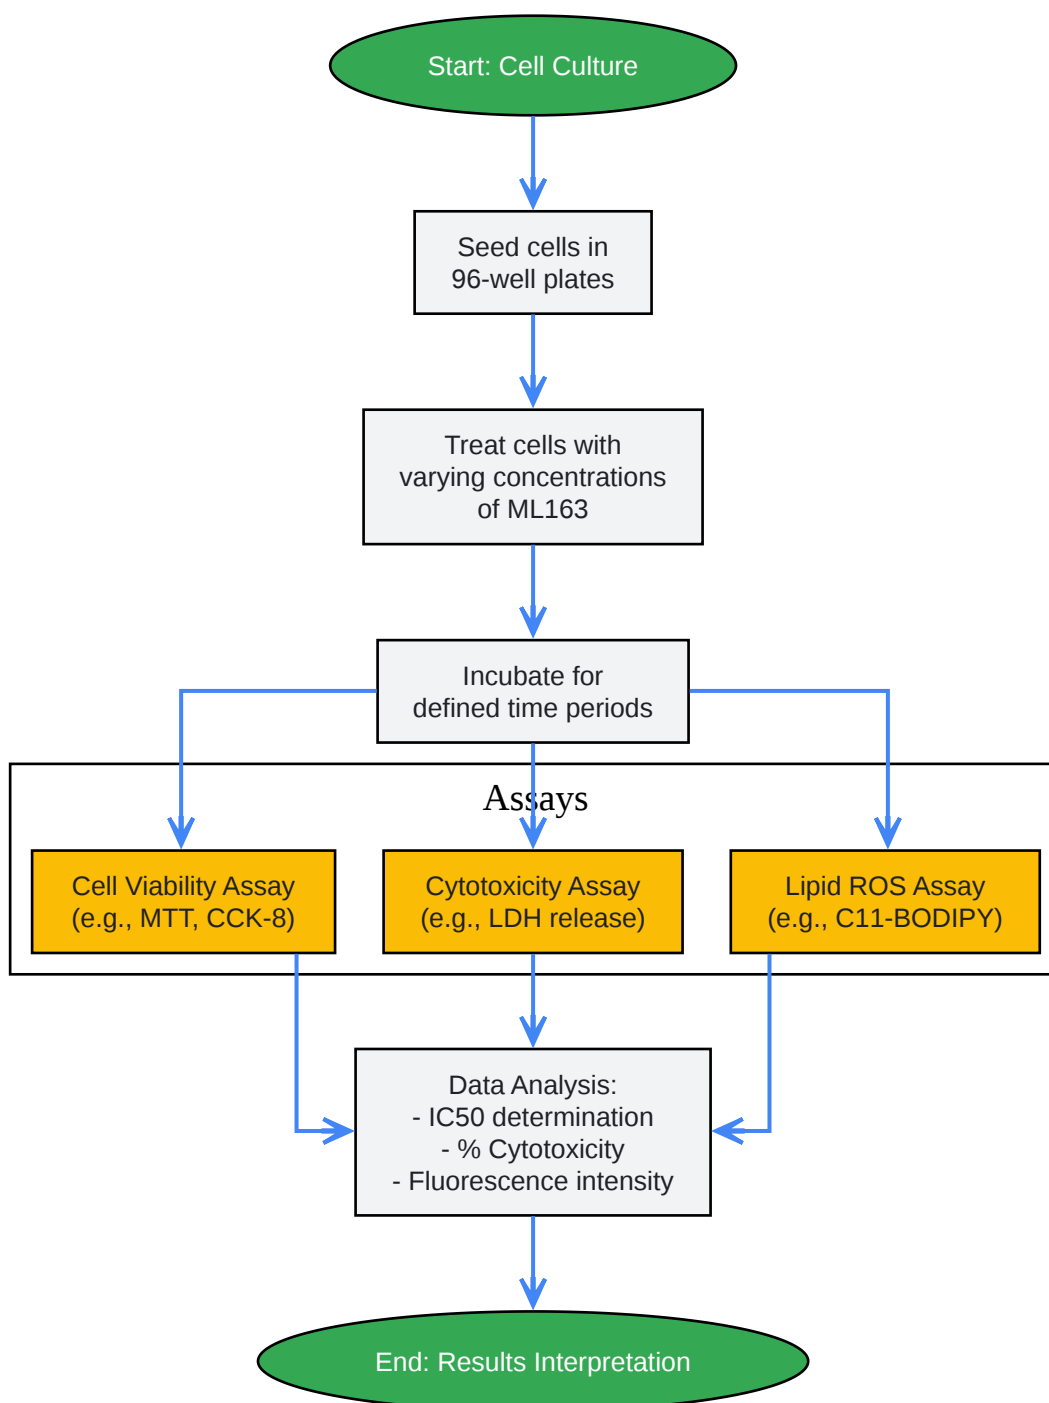 Start: Cell Culture
Seed cells in
96-well plates
Treat cells with
varying concentrations
of ML163
Incubate for
defined time periods
Assays
Cell Viability Assay
(e.g., MTT, CCK-8)
Cytotoxicity Assay
(e.g., LDH release)
Lipid ROS Assay
(e.g., C11-BODIPY)
Data Analysis:
- IC50 determination
- % Cytotoxicity
- Fluorescence intensity
End: Results Interpretation